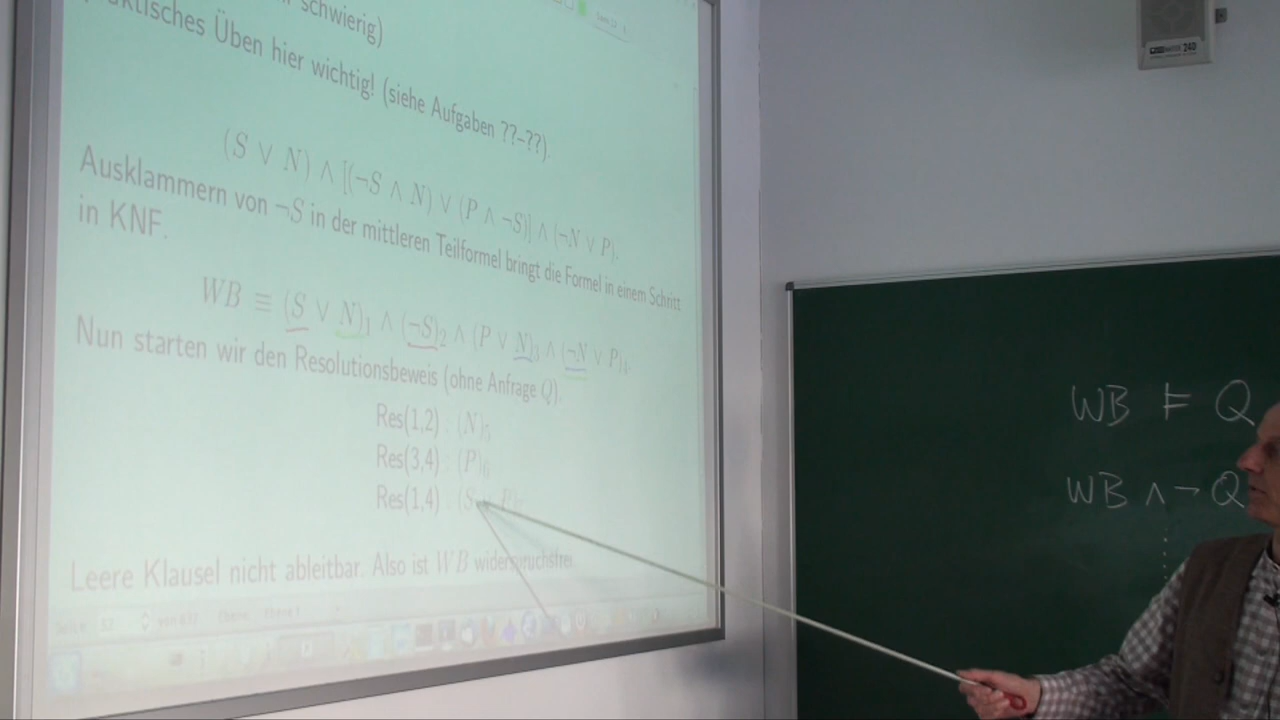 schwierig)
Üben hier wichtig! (siehe Aufgaben ??–??).
(S ∨ N) ∧ [(¬S ∧ N) ∨ (P ∧ ¬S)] ∧ (¬N ∨ P).
Ausklammern von ¬S in der mittleren Teilformel bringt die Formel in einem Schritt
in KNF.
WB ≡ (S ∨ N)₁ ∧ (¬S)₂ ∧ (P ∨ N)₃ ∧ (¬N ∨ P)₄.
Nun starten wir den Resolutionsbeweis (ohne Anfrage Q).
Res(1,2) : (N)₅
Res(3,4) : (P)₆
Res(1,4) : (S P)
Leere Klausel nicht ableitbar. Also ist WB widerspruchsfrei.
WB ⊨ Q
WB ∧ ¬ Q
240